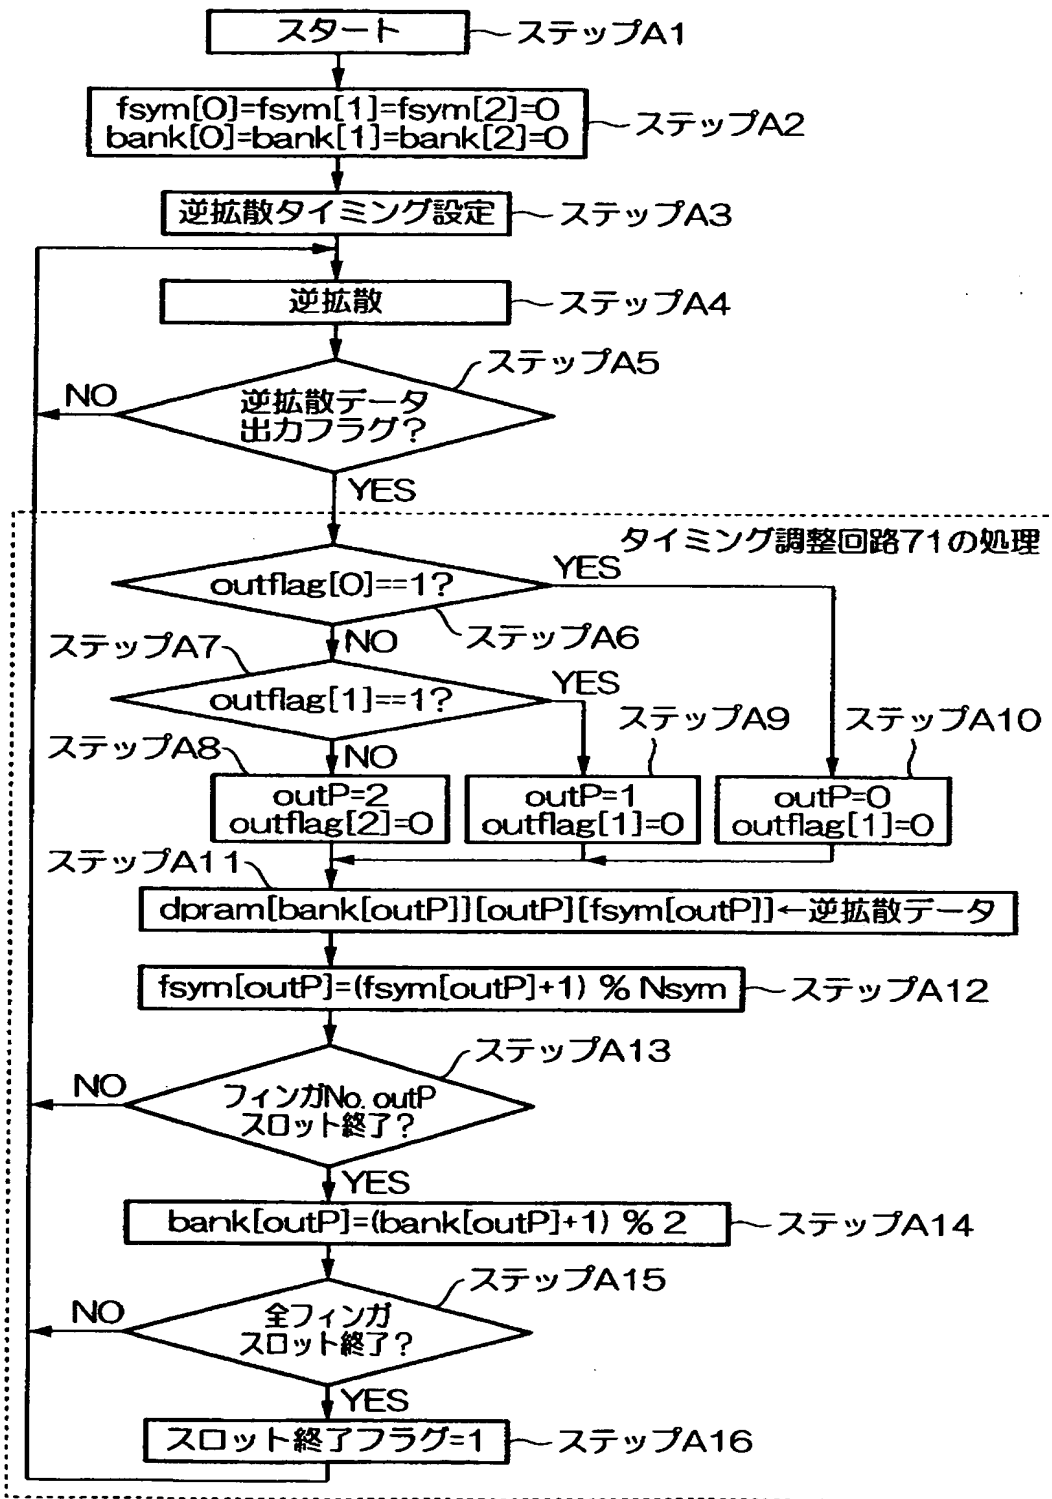 スタート
ステップA1
fsym[0]=fsym[1]=fsym[2]=0
bank[0]=bank[1]=bank[2]=0
ステップA2
逆拡散タイミング設定
ステップA3
逆拡散
ステップA4
ステップA5
NO
逆拡散データ
出力フラグ?
YES
タイミング調整回路71の処理
outflag[0]==1?
YES
ステップA6
NO
ステップA7
outflag[1]==1?
YES
ステップA9
ステップA10
ステップA8
NO
outP=2
outflag[2]=0
outP=1
outflag[1]=0
outP=0
outflag[1]=0
ステップA11
dpram[bank[outP]][outP][fsym[outP]]←逆拡散データ
fsym[outP]=(fsym[outP]+1) % Nsym
ステップA12
ステップA13
NO
フィンガNo. outP
スロット終了?
YES
bank[outP]=(bank[outP]+1) % 2
ステップA14
ステップA15
NO
全フィンガ
スロット終了?
YES
スロット終了フラグ=1
ステップA16